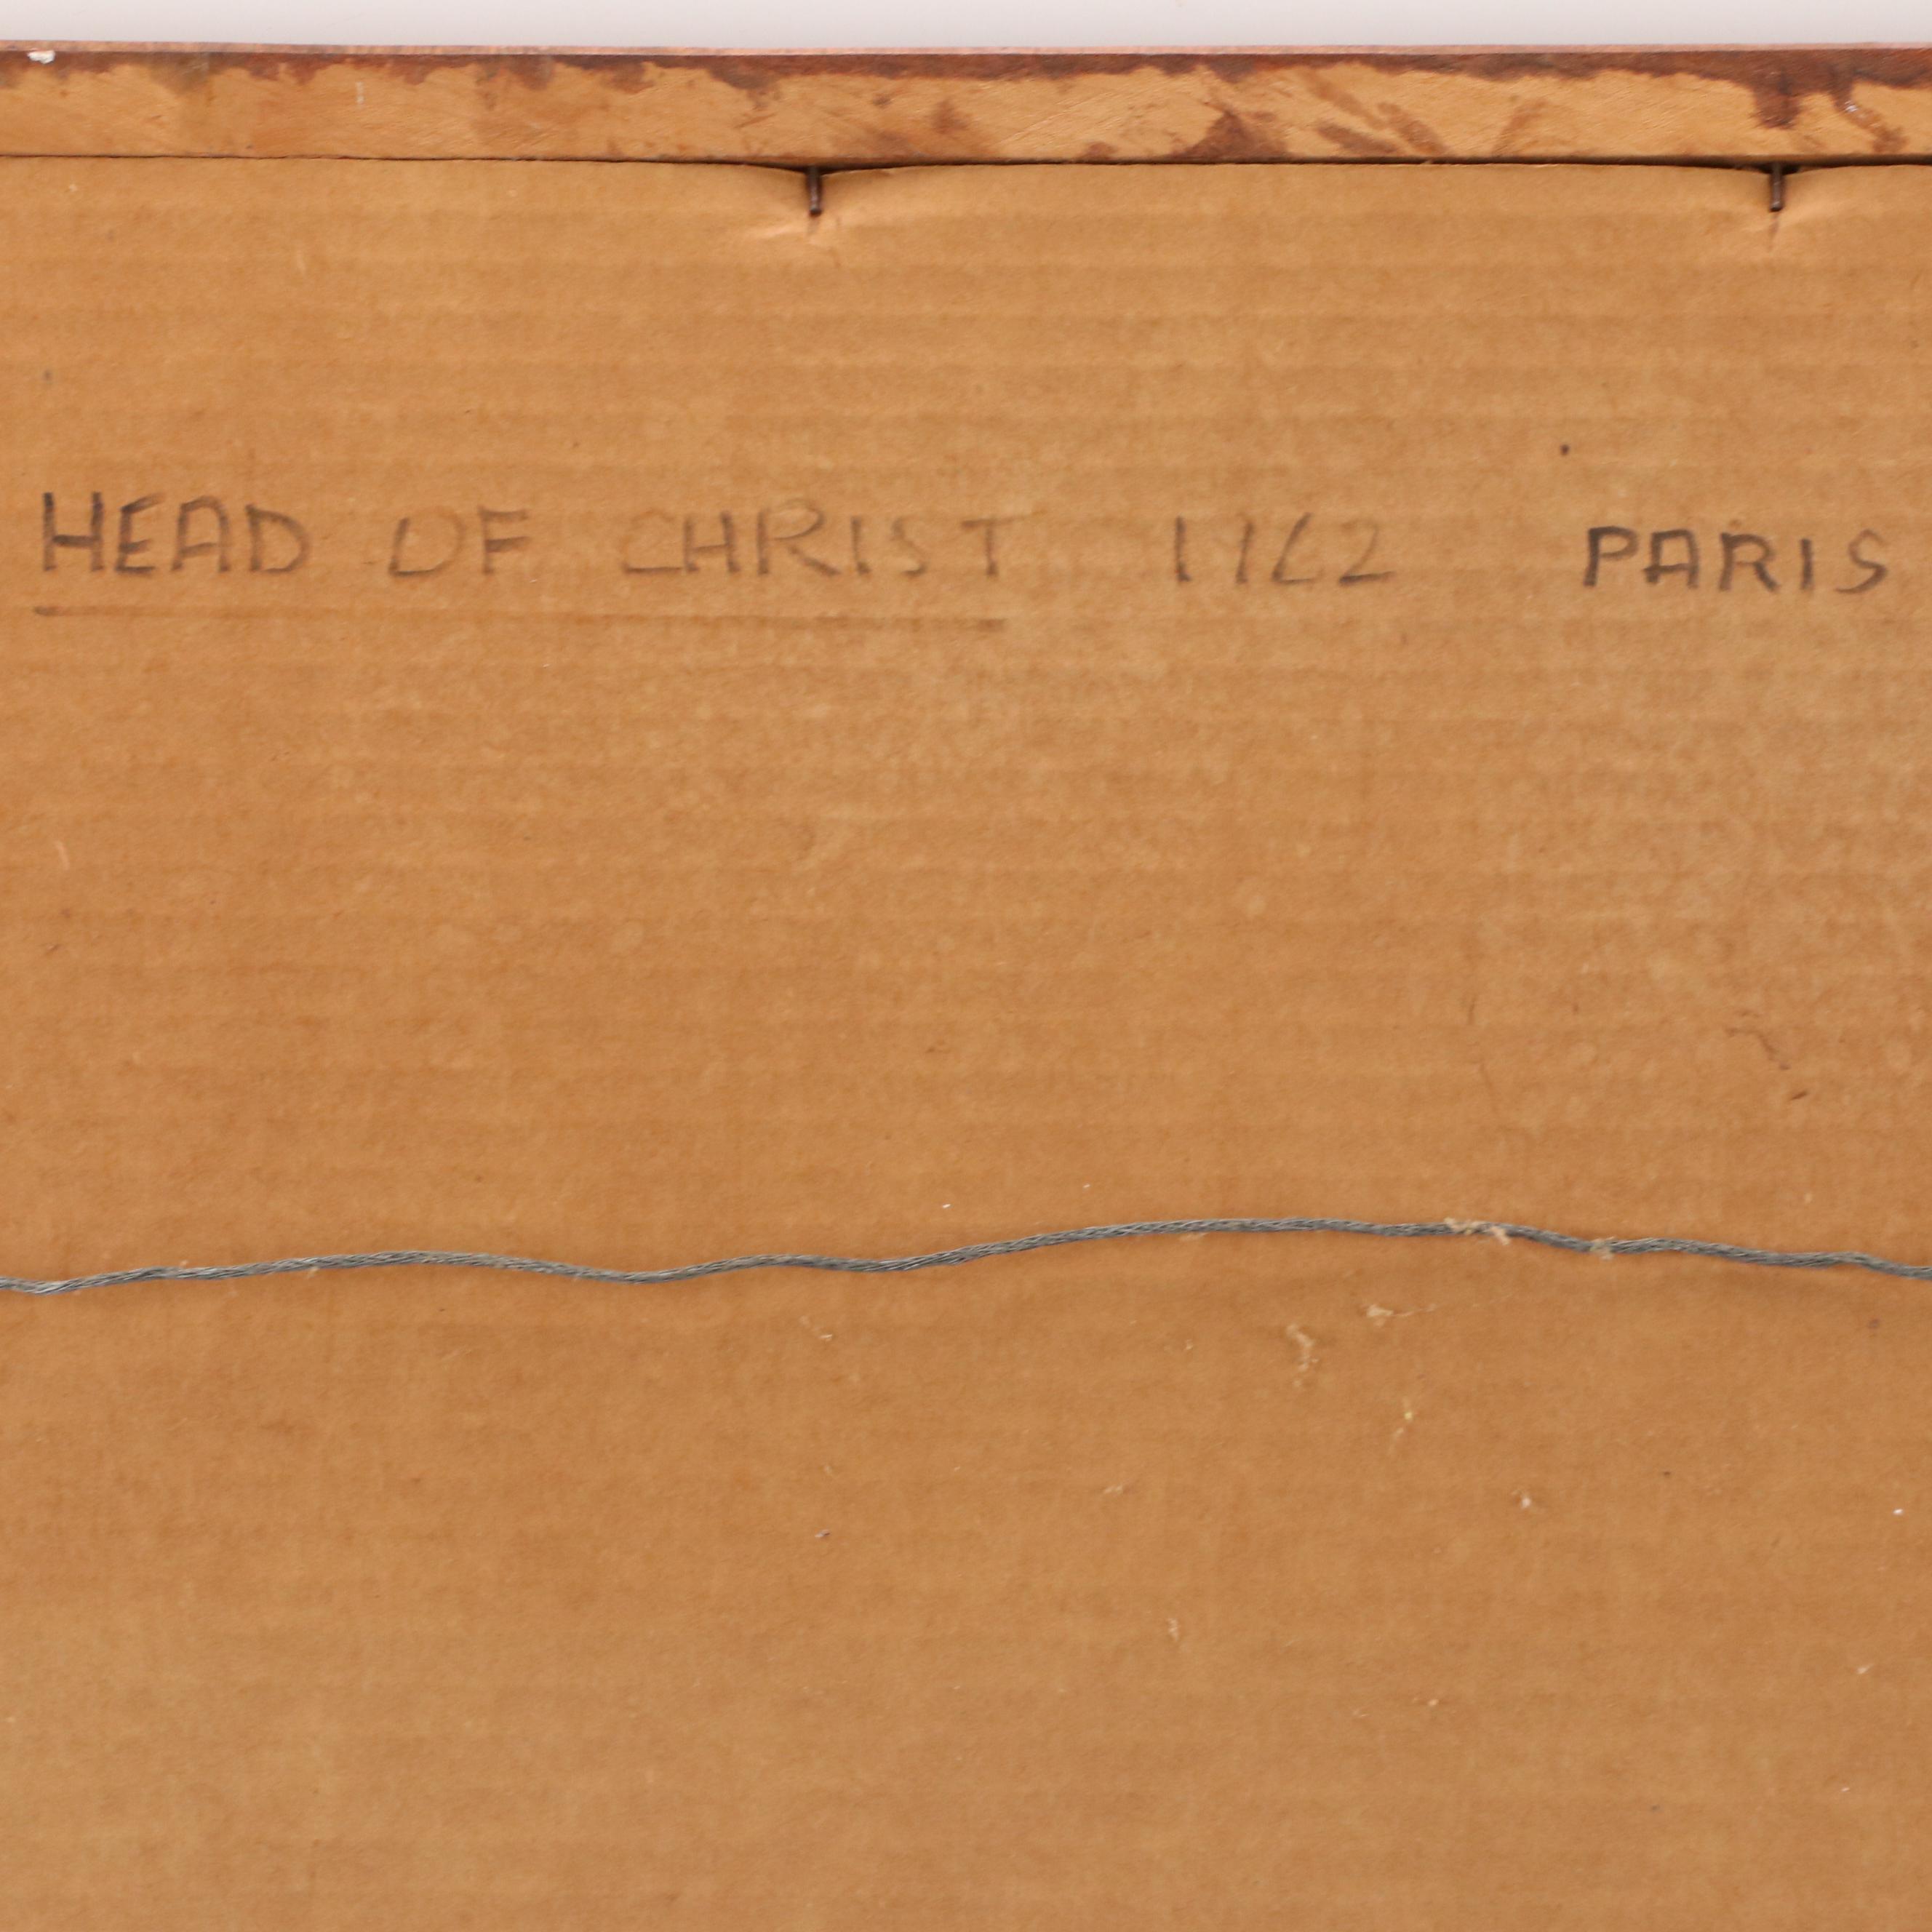 HEAD OF CHRIST 1962 PARIS